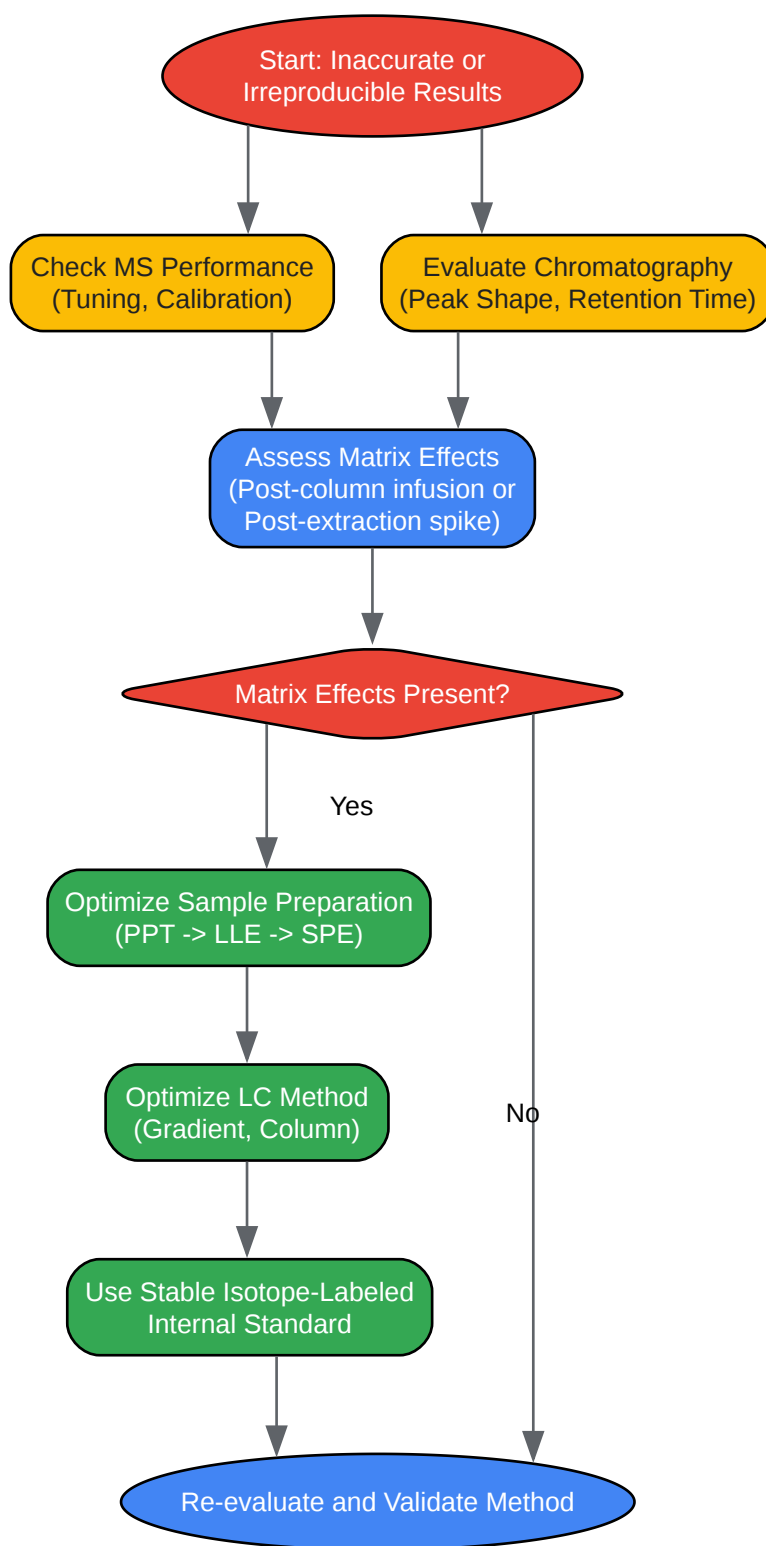 Start: Inaccurate or
Irreproducible Results
Check MS Performance
(Tuning, Calibration)
Evaluate Chromatography
(Peak Shape, Retention Time)
Assess Matrix Effects
(Post-column infusion or
Post-extraction spike)
Matrix Effects Present?
Yes
Optimize Sample Preparation
(PPT -> LLE -> SPE)
Optimize LC Method
(Gradient, Column)
No
Use Stable Isotope-Labeled
Internal Standard
Re-evaluate and Validate Method